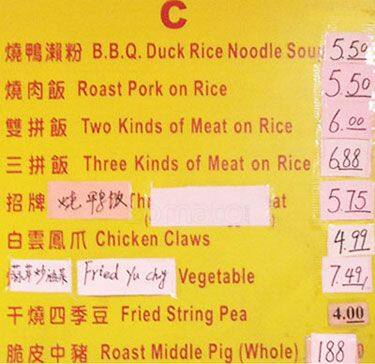 C
燒鴨瀨粉 B.B.Q. Duck Rice Noodle Soup 5.50
燒肉飯 Roast Pork on Rice 5.50
雙拼飯 Two Kinds of Meat on Rice 6.00
三拼飯 Three Kinds of Meat on Rice 6.88
招牌 5.75
白雲鳳爪 Chicken Claws 4.99
Fried yu choy Vegetable 7.49
干燒四季豆 Fried String Pea 4.00
脆皮中豬 Roast Middle Pig (Whole) 188